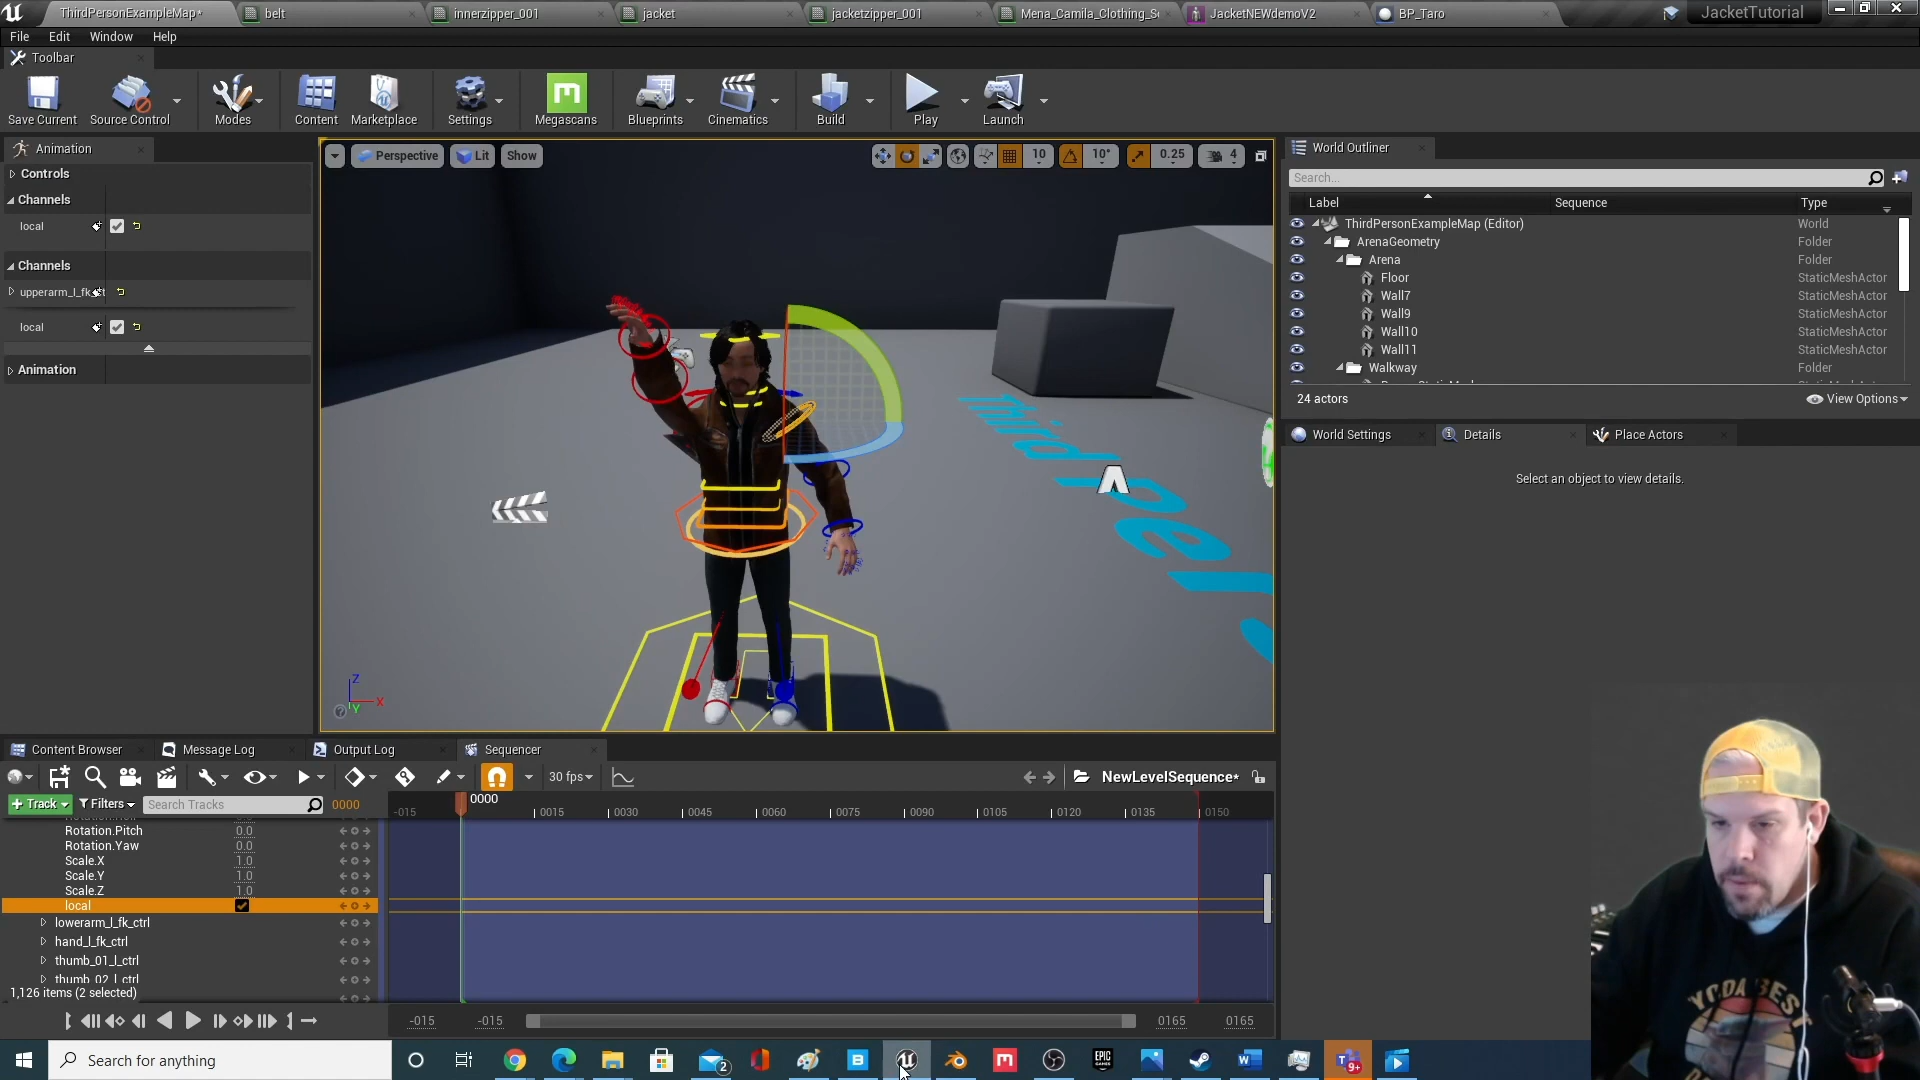 ThirdPersonExampleMap*
belt
innerzipper_001
jacket
jacketzipper_001
Mena_Camila_Clothing_S
JacketNEWdemoV2
BP_Taro
JacketTutorial
File Edit Window Help
Toolbar
Save Current
Source Control
Modes
Content
Marketplace
Settings
Megascans
Blueprints
Cinematics
Build
Play
Launch
Animation
Controls
Channels
local
Channels
upperarm_l_fk
local
Animation
Perspective
Lit
Show
10
10°
0.25
4
Z
X
Y
World Outliner
Search...
Label
Sequence
Type
ThirdPersonExampleMap (Editor) World
ArenaGeometry Folder
Arena Folder
Floor StaticMeshActor
Wall7 StaticMeshActor
Wall9 StaticMeshActor
Wall10 StaticMeshActor
Wall11 StaticMeshActor
Walkway Folder
24 actors
View Options
World Settings
Details
Place Actors
Select an object to view details.
Content Browser
Message Log
Output Log
Sequencer
30 fps
NewLevelSequence*
+ Track
Filters
Search Tracks
0000
-015
0000
0015
0030
0045
0060
0075
0090
0105
0120
0135
0150
Rotation.Pitch 0.0
Rotation.Yaw 0.0
Scale.X 1.0
Scale.Y 1.0
Scale.Z 1.0
local
lowerarm_l_fk_ctrl
hand_l_fk_ctrl
thumb_01_l_ctrl
thumb_02_l_ctrl
1,126 items (2 selected)
-015
-015
0165
0165
Search for anything
2
EPIC
9+
YODA BEST